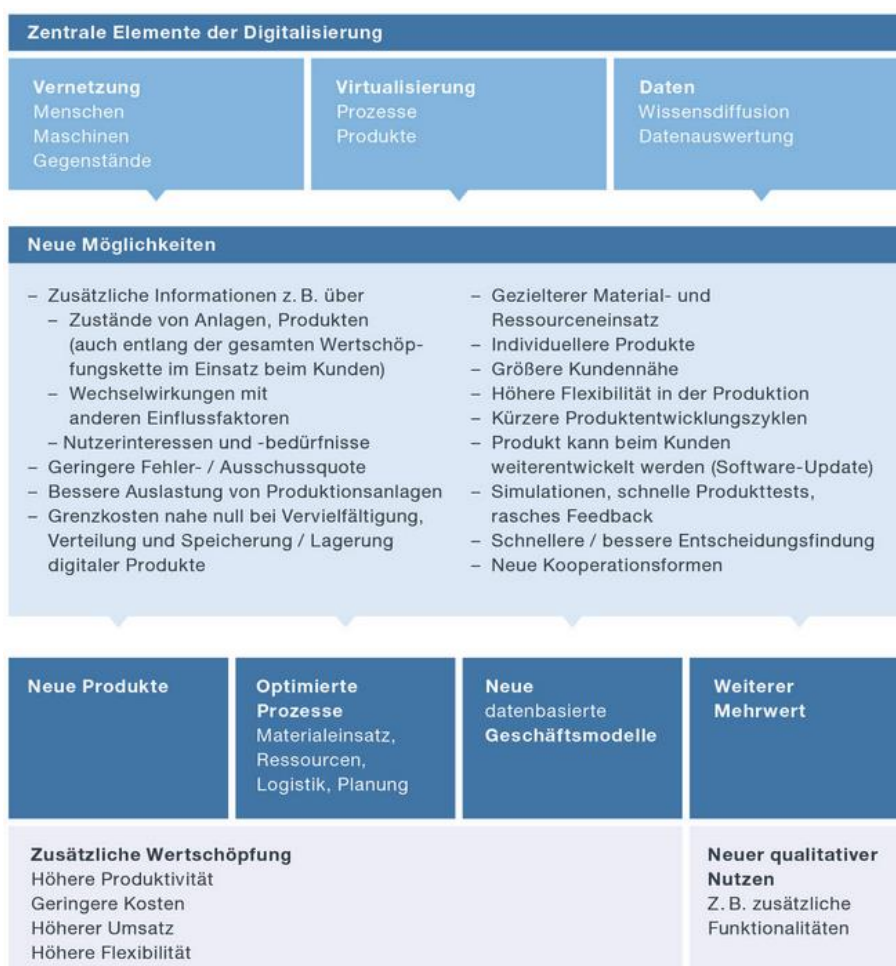 Zentrale Elemente der Digitalisierung
Vernetzung
Menschen
Maschinen
Gegenstände
Virtualisierung
Prozesse
Produkte
Daten
Wissensdiffusion
Datenauswertung
Neue Möglichkeiten
– Zusätzliche Informationen z. B. über
– Zustände von Anlagen, Produkten
(auch entlang der gesamten Wertschöp-
fungskette im Einsatz beim Kunden)
– Wechselwirkungen mit
anderen Einflussfaktoren
– Nutzerinteressen und -bedürfnisse
– Geringere Fehler- / Ausschussquote
– Bessere Auslastung von Produktionsanlagen
– Grenzkosten nahe null bei Vervielfältigung,
Verteilung und Speicherung / Lagerung
digitaler Produkte
– Gezielterer Material- und
Ressourceneinsatz
– Individuellere Produkte
– Größere Kundennähe
– Höhere Flexibilität in der Produktion
– Kürzere Produktentwicklungszyklen
– Produkt kann beim Kunden
weiterentwickelt werden (Software-Update)
– Simulationen, schnelle Produkttests,
rasches Feedback
– Schnellere / bessere Entscheidungsfindung
– Neue Kooperationsformen
Neue Produkte
Optimierte
Prozesse
Materialeinsatz,
Ressourcen,
Logistik, Planung
Neue
datenbasierte
Geschäftsmodelle
Weiterer
Mehrwert
Zusätzliche Wertschöpfung
Höhere Produktivität
Geringere Kosten
Höherer Umsatz
Höhere Flexibilität
Neuer qualitativer
Nutzen
Z. B. zusätzliche
Funktionalitäten